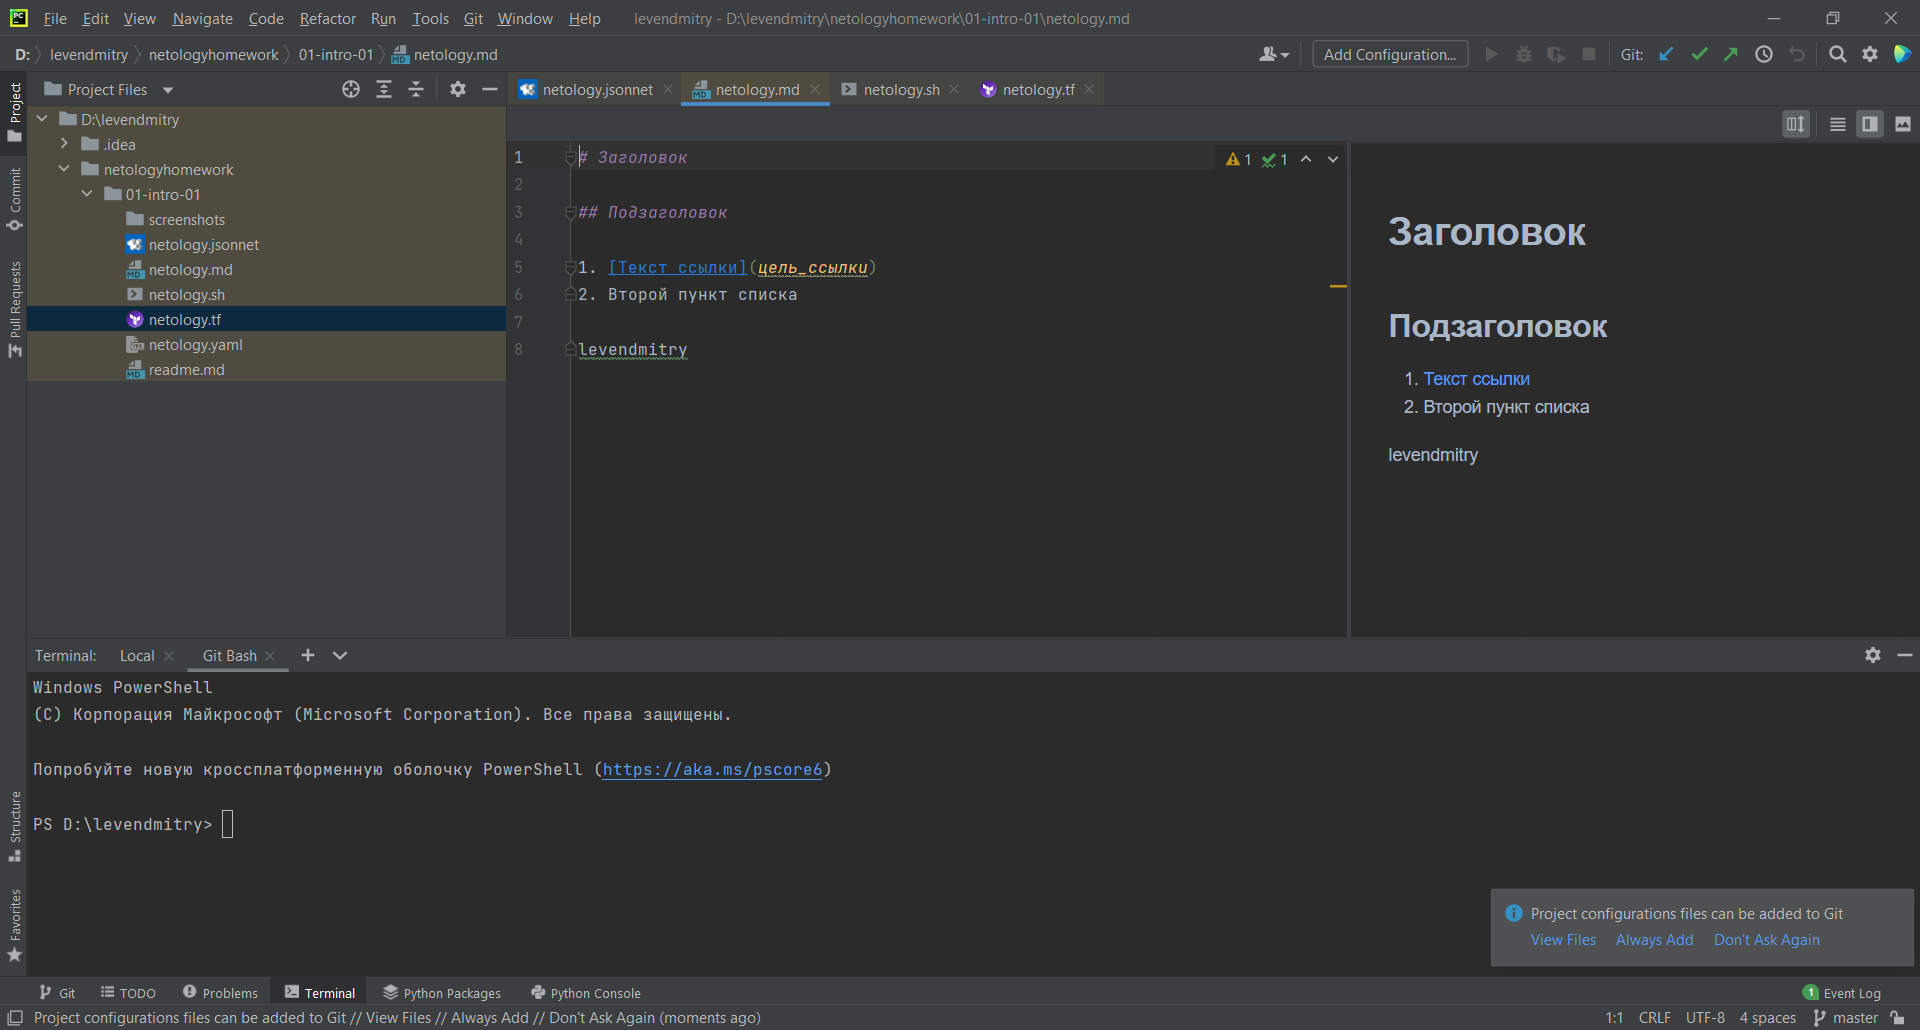 File Edit View Navigate Code Refactor Run Tools Git Window Help levendmitry - D:\levendmitry\netologyhomework\01-intro-01\netology.md
D: levendmitry netologyhomework 01-intro-01 netology.md Add Configuration... Git:
Project Files
netology.jsonnet netology.md netology.sh netology.tf
Project
Commit
Pull Requests
Structure
Favorites
D:\levendmitry
.idea
netologyhomework
01-intro-01
screenshots
netology.jsonnet
netology.md
netology.sh
netology.tf
netology.yaml
readme.md
1 # Заголовок
2
3 ## Подзаголовок
4
5 1. [Текст ссылки](цель_ссылки)
6 2. Второй пункт списка
7
8 levendmitry
1 1
Заголовок
Подзаголовок
1. Текст ссылки
2. Второй пункт списка
levendmitry
Terminal: Local Git Bash
Windows PowerShell
(C) Корпорация Майкрософт (Microsoft Corporation). Все права защищены.
Попробуйте новую кроссплатформенную оболочку PowerShell (https://aka.ms/pscore6)
PS D:\levendmitry>
Project configurations files can be added to Git
View Files Always Add Don't Ask Again
Git TODO Problems Terminal Python Packages Python Console 1 Event Log
Project configurations files can be added to Git // View Files // Always Add // Don't Ask Again (moments ago) 1:1 CRLF UTF-8 4 spaces master